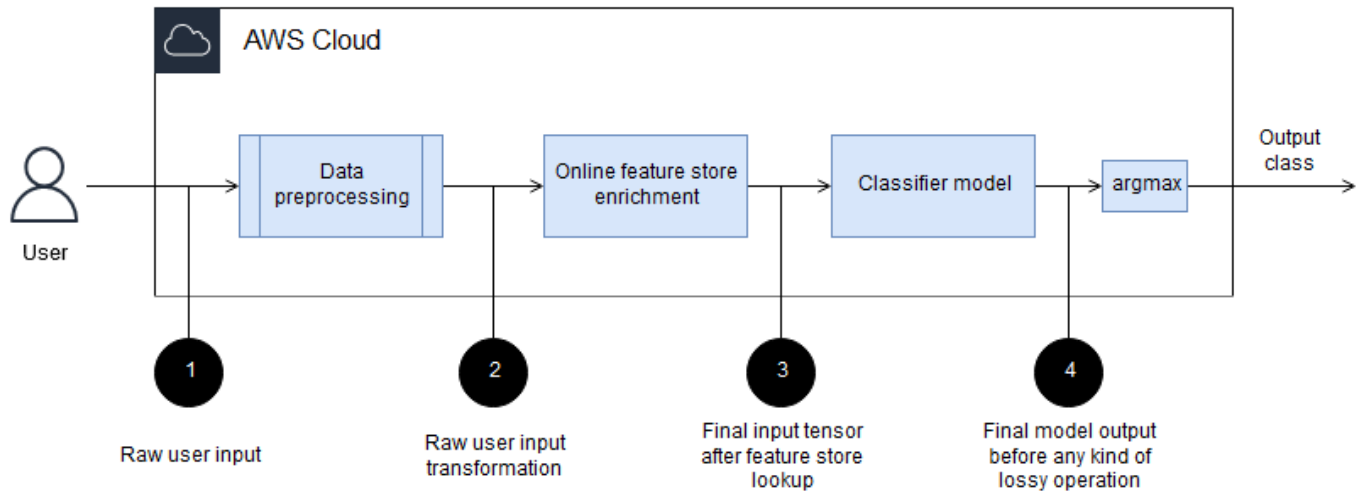 AWS Cloud
User
Data
preprocessing
Online feature store
enrichment
Classifier model
argmax
Output
class
1
2
3
4
Raw user input
Raw user input
transformation
Final input tensor
after feature store
lookup
Final model output
before any kind of
lossy operation